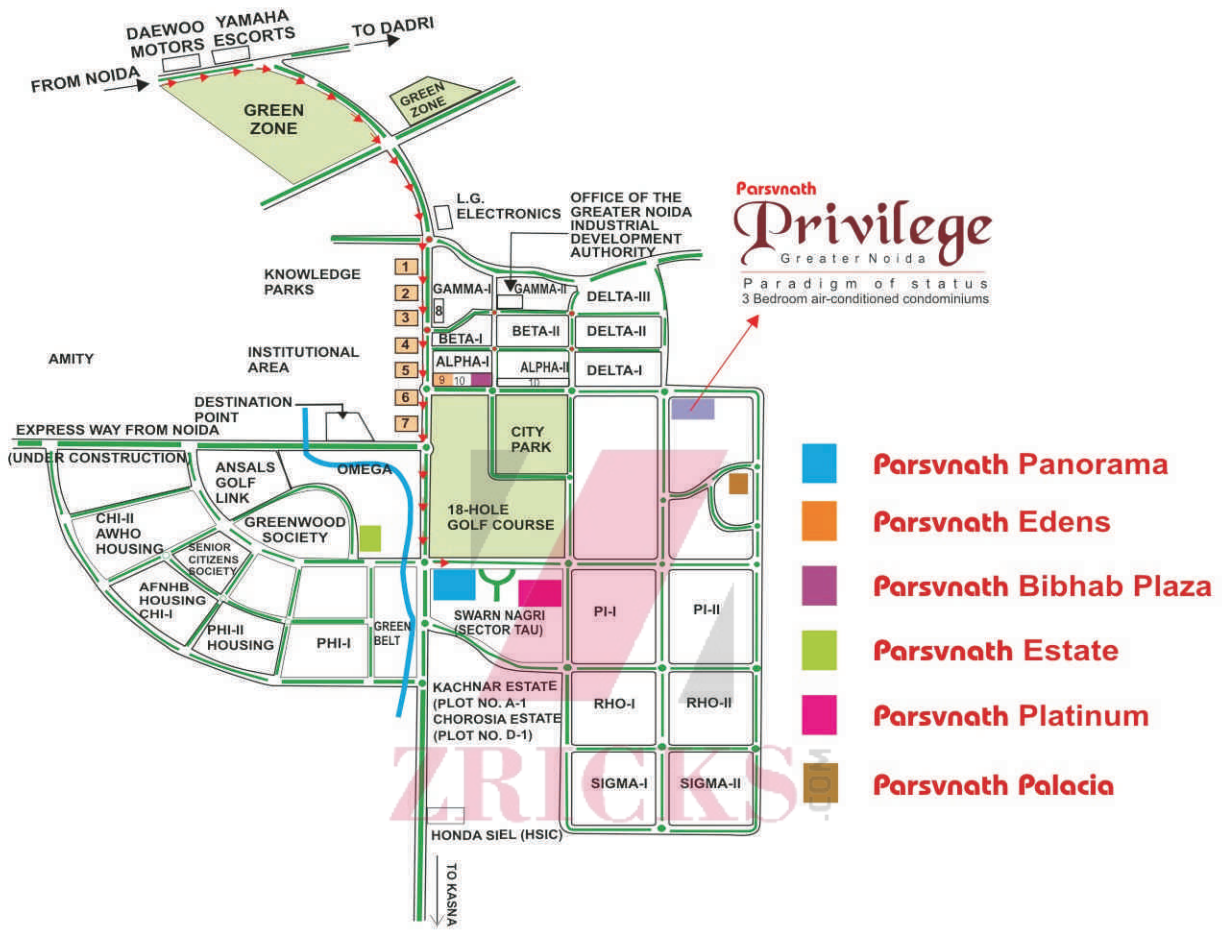 DAEWOO
MOTORS
YAMAHA
ESCORTS
TO DADRI
FROM NOIDA
GREEN
ZONE
GREEN
ZONE
L.G.
ELECTRONICS
OFFICE OF THE
GREATER NOIDA
INDUSTRIAL
DEVELOPMENT
AUTHORITY
Parsvnath
Privilege
Greater Noida
Paradigm of status
3 Bedroom air-conditioned condominiums
KNOWLEDGE
PARKS
1
2
3
4
5
6
7
GAMMA-I
8
GAMMA-II
DELTA-III
BETA-I
BETA-II
DELTA-II
ALPHA-I
9
10
ALPHA-II
10
DELTA-I
AMITY
INSTITUTIONAL
AREA
DESTINATION
POINT
EXPRESS WAY FROM NOIDA
(UNDER CONSTRUCTION)
CITY
PARK
ANSALS
GOLF
LINK
OMEGA
18-HOLE
GOLF COURSE
CHI-II
AWHO
HOUSING
GREENWOOD
SOCIETY
SENIOR
CITIZENS
SOCIETY
AFNHB
HOUSING
CHI-I
PHI-II
HOUSING
PHI-I
GREEN
BELT
SWARN NAGRI
(SECTOR TAU)
PI-I
PI-II
KACHNAR ESTATE
(PLOT NO. A-1
CHOROSIA ESTATE
(PLOT NO. D-1)
RHO-I
RHO-II
SIGMA-I
SIGMA-II
HONDA SIEL (HSIC)
TO KASNA
Parsvnath Panorama
Parsvnath Edens
Parsvnath Bibhab Plaza
Parsvnath Estate
Parsvnath Platinum
Parsvnath Palacia
ZRICKS
.COM